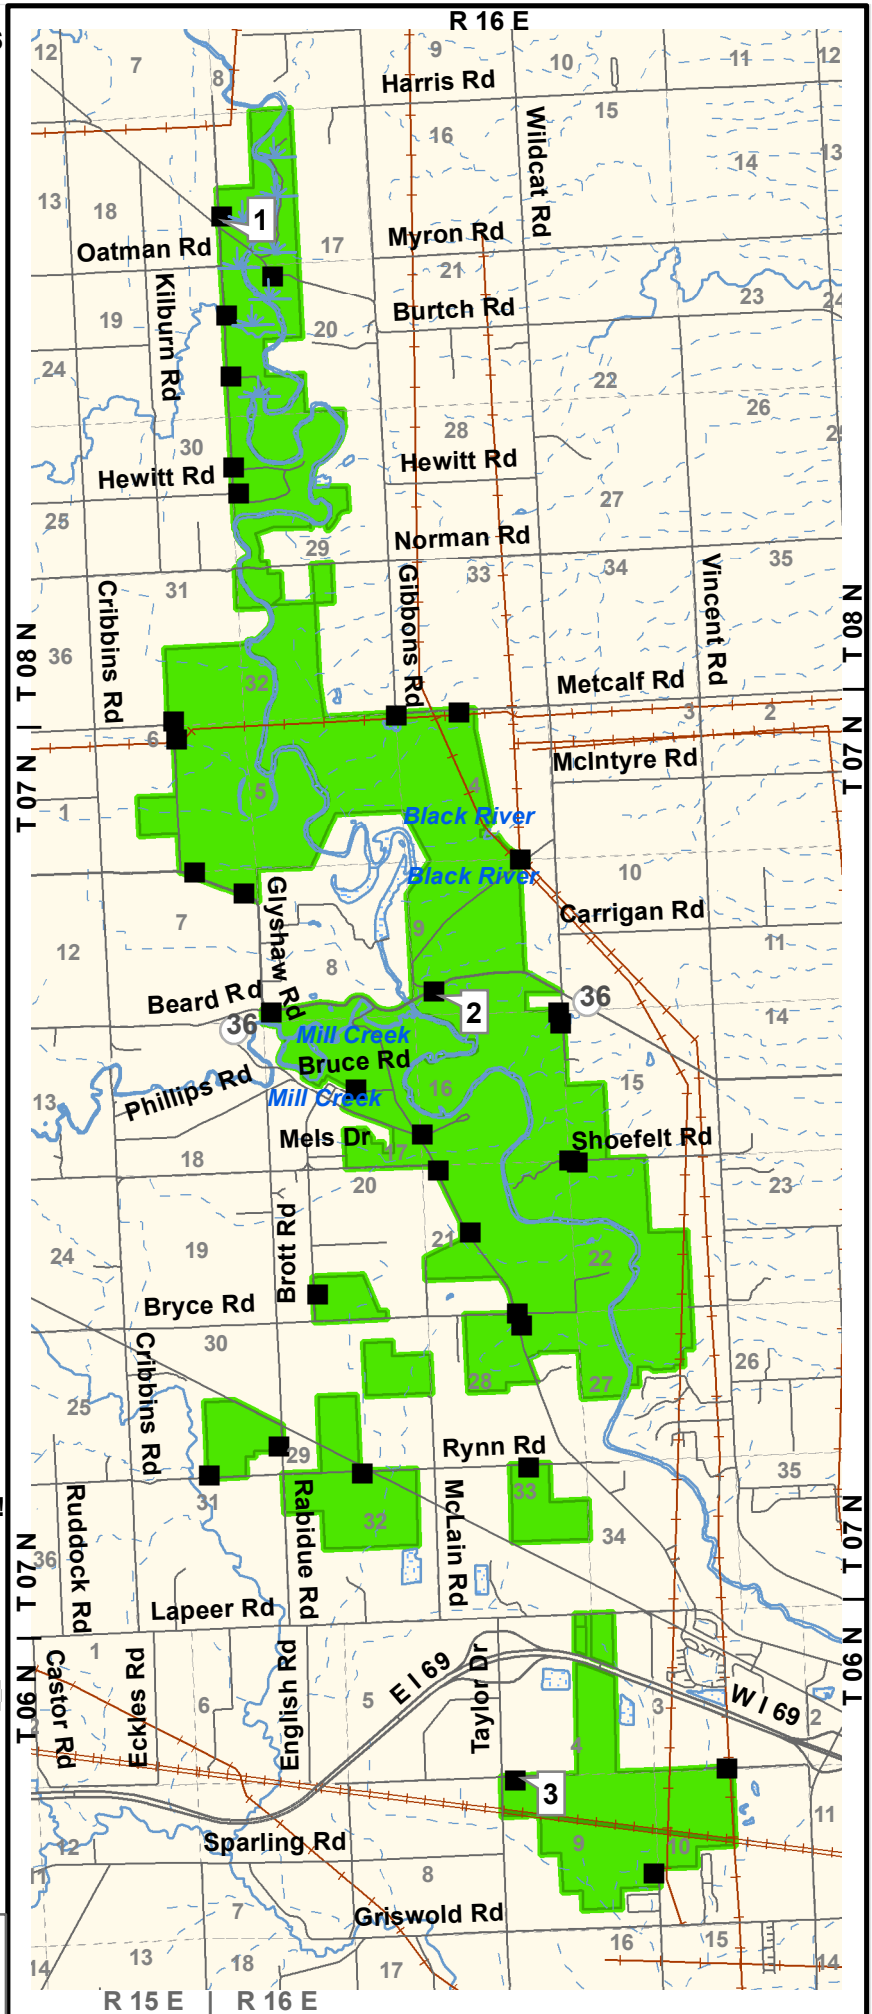 R 16 E
12
7
8
9
10
11
12
Harris Rd
15
16
Wildcat Rd
14
13
13
18
1
17
Oatman Rd
Myron Rd
21
Kilburn Rd
19
20
Burtch Rd
23
24
24
22
26
28
30
Hewitt Rd
Hewitt Rd
25
27
29
Norman Rd
31
33
34
35
Cribbins Rd
Gibbons Rd
Vincent Rd
T 08 N
T 08 N
36
32
Metcalf Rd
3
2
6
McIntyre Rd
T 07 N
T 07 N
1
5
4
Black River
Black River
10
7
Glyshaw Rd
9
Carrigan Rd
12
8
11
Beard Rd
36
2
36
14
Mill Creek
Bruce Rd
Phillips Rd
Mill Creek
16
15
13
Mels Dr
17
Shoefelt Rd
18
20
23
Brott Rd
24
19
21
22
Bryce Rd
30
Cribbins Rd
26
25
28
27
29
Rynn Rd
35
31
33
Ruddock Rd
Rabidue Rd
32
McLain Rd
34
36
T 07 N
T 07 N
Lapeer Rd
1
Castor Rd
Eckles Rd
English Rd
E I 69
Taylor Dr
W I 69
T 06 N
T 06 N
6
5
3
2
4
3
11
12
Sparling Rd
9
10
11
8
7
Griswold Rd
13
18
17
16
15
14
14
R 15 E
R 16 E